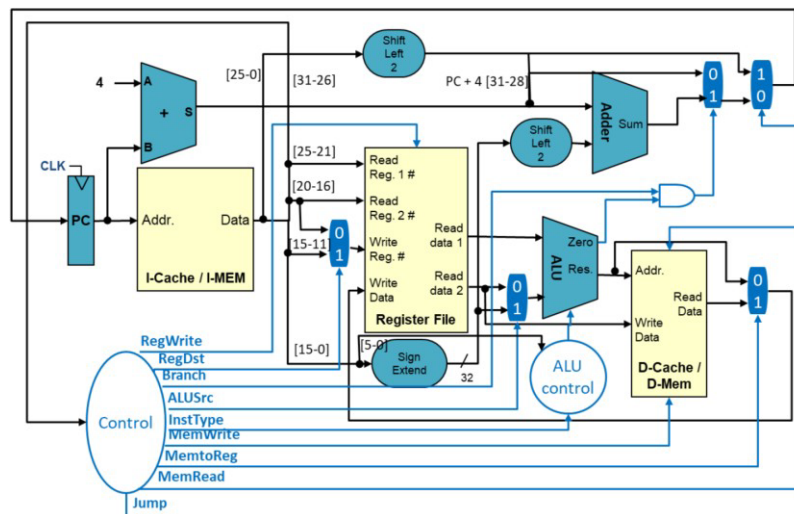 Shift
Left
2
[25-0]
[31-26]
PC + 4 [31-28]
4
A
B
+
S
Adder
Sum
0
1
1
0
Shift
Left
2
CLK
PC
Addr.
Data
I-Cache / I-MEM
[25-21]
[20-16]
[15-11]
0
1
Read
Reg. 1 #
Read
Reg. 2 #
Write
Reg. #
Write
Data
Read
data 1
Read
data 2
Register File
0
1
ALU
Zero
Res.
Addr.
Read
Data
Write
Data
D-Cache /
D-Mem
0
1
[15-0]
[5-0]
Sign
Extend
32
ALU
control
Control
RegWrite
RegDst
Branch
ALUSrc
InstType
MemWrite
MemtoReg
MemRead
Jump